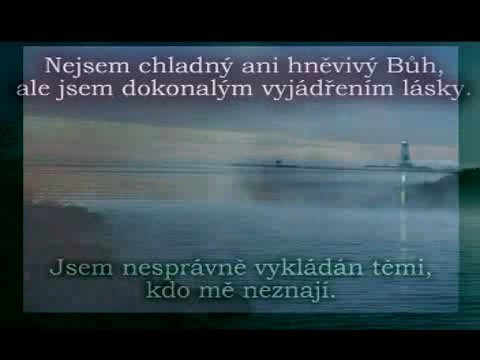 Nejsem chladný ani hněvivý Bůh,
ale jsem dokonalým vyjádřením lásky.
Jsem nesprávně vykládán těmi,
kdo mě neznají.